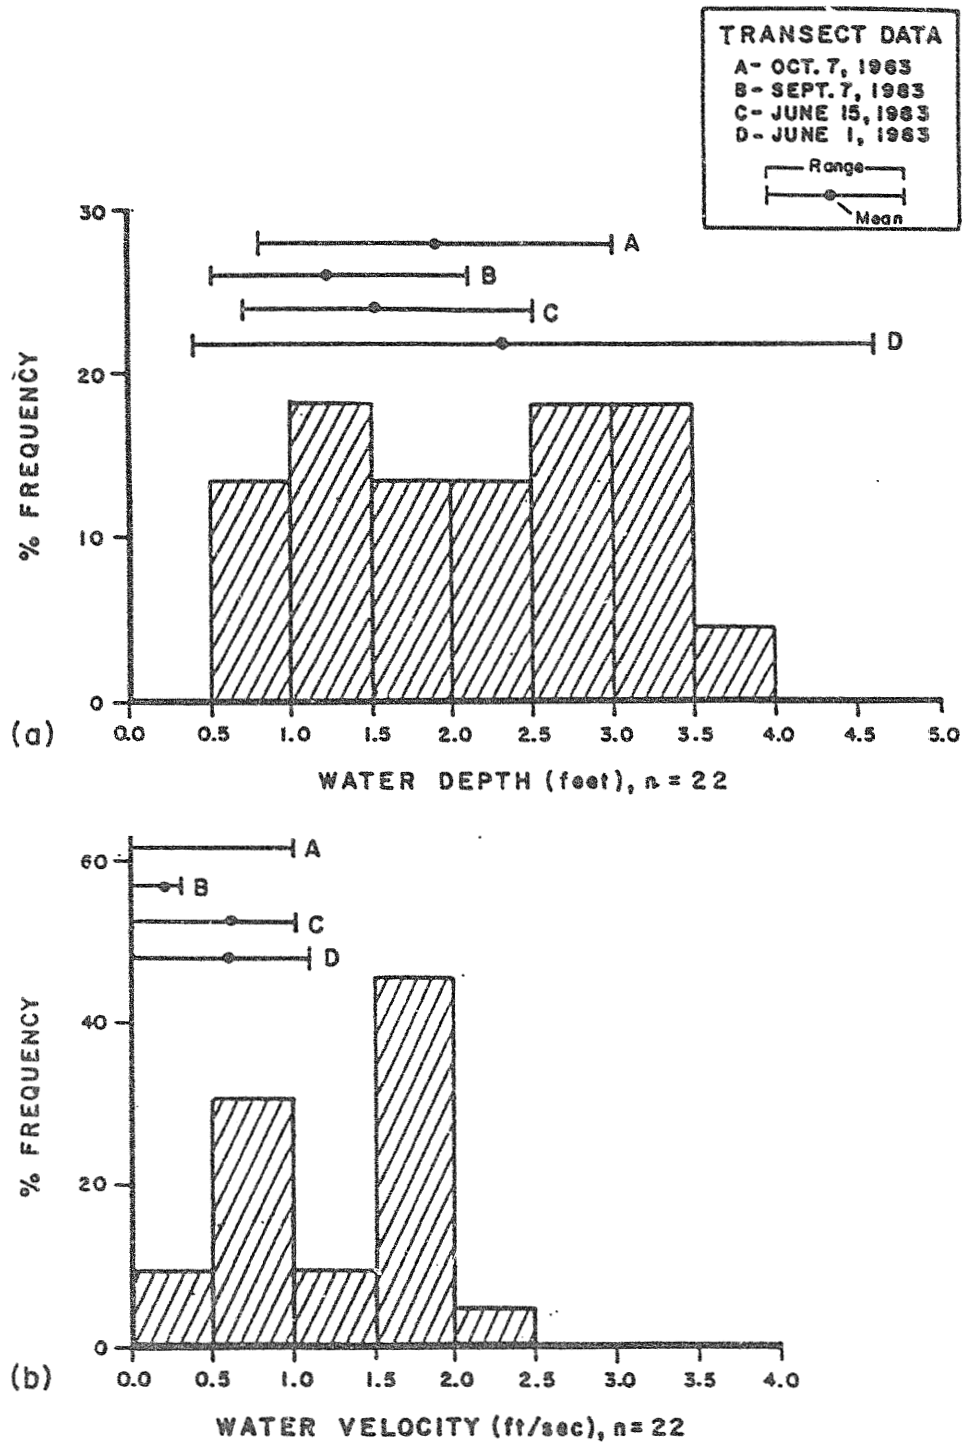 TRANSECT DATA
A- OCT. 7, 1983
B- SEPT. 7, 1983
C- JUNE 15, 1983
D- JUNE 1, 1983
Range
Mean
30
20
10
0
% FREQUENCY
A
B
C
D
(a)
0.0 0.5 1.0 1.5 2.0 2.5 3.0 3.5 4.0 4.5 5.0
WATER DEPTH (feet), n = 22
60
40
20
0
% FREQUENCY
A
B
C
D
(b)
0.0 0.5 1.0 1.5 2.0 2.5 3.0 3.5 4.0
WATER VELOCITY (ft/sec), n = 22